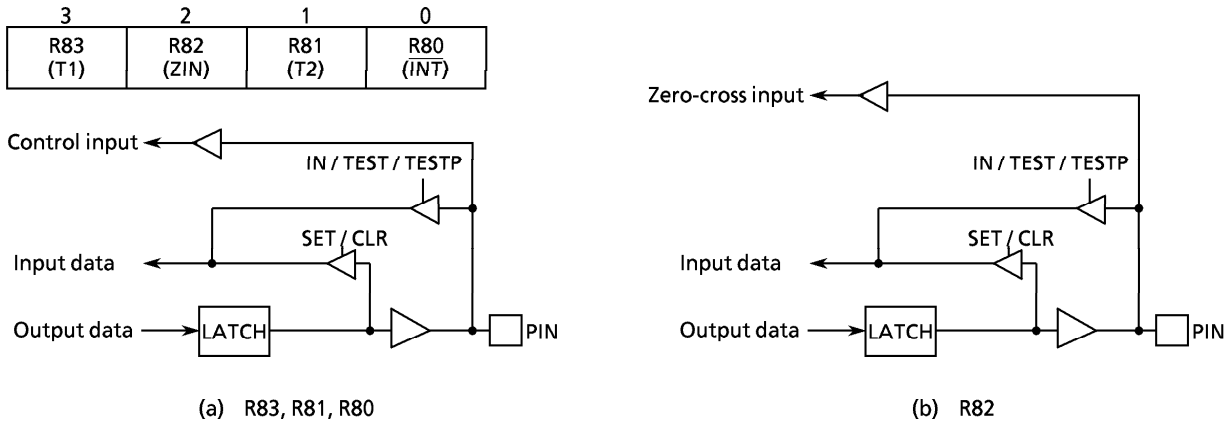 3 2 1 0
R83 R82 R81 R80
(T1) (ZIN) (T2) (INT)
Control input
IN / TEST / TESTP
SET / CLR
Input data
Output data
LATCH
PIN
(a) R83, R81, R80
Zero-cross input
IN / TEST / TESTP
SET / CLR
Input data
Output data
LATCH
PIN
(b) R82